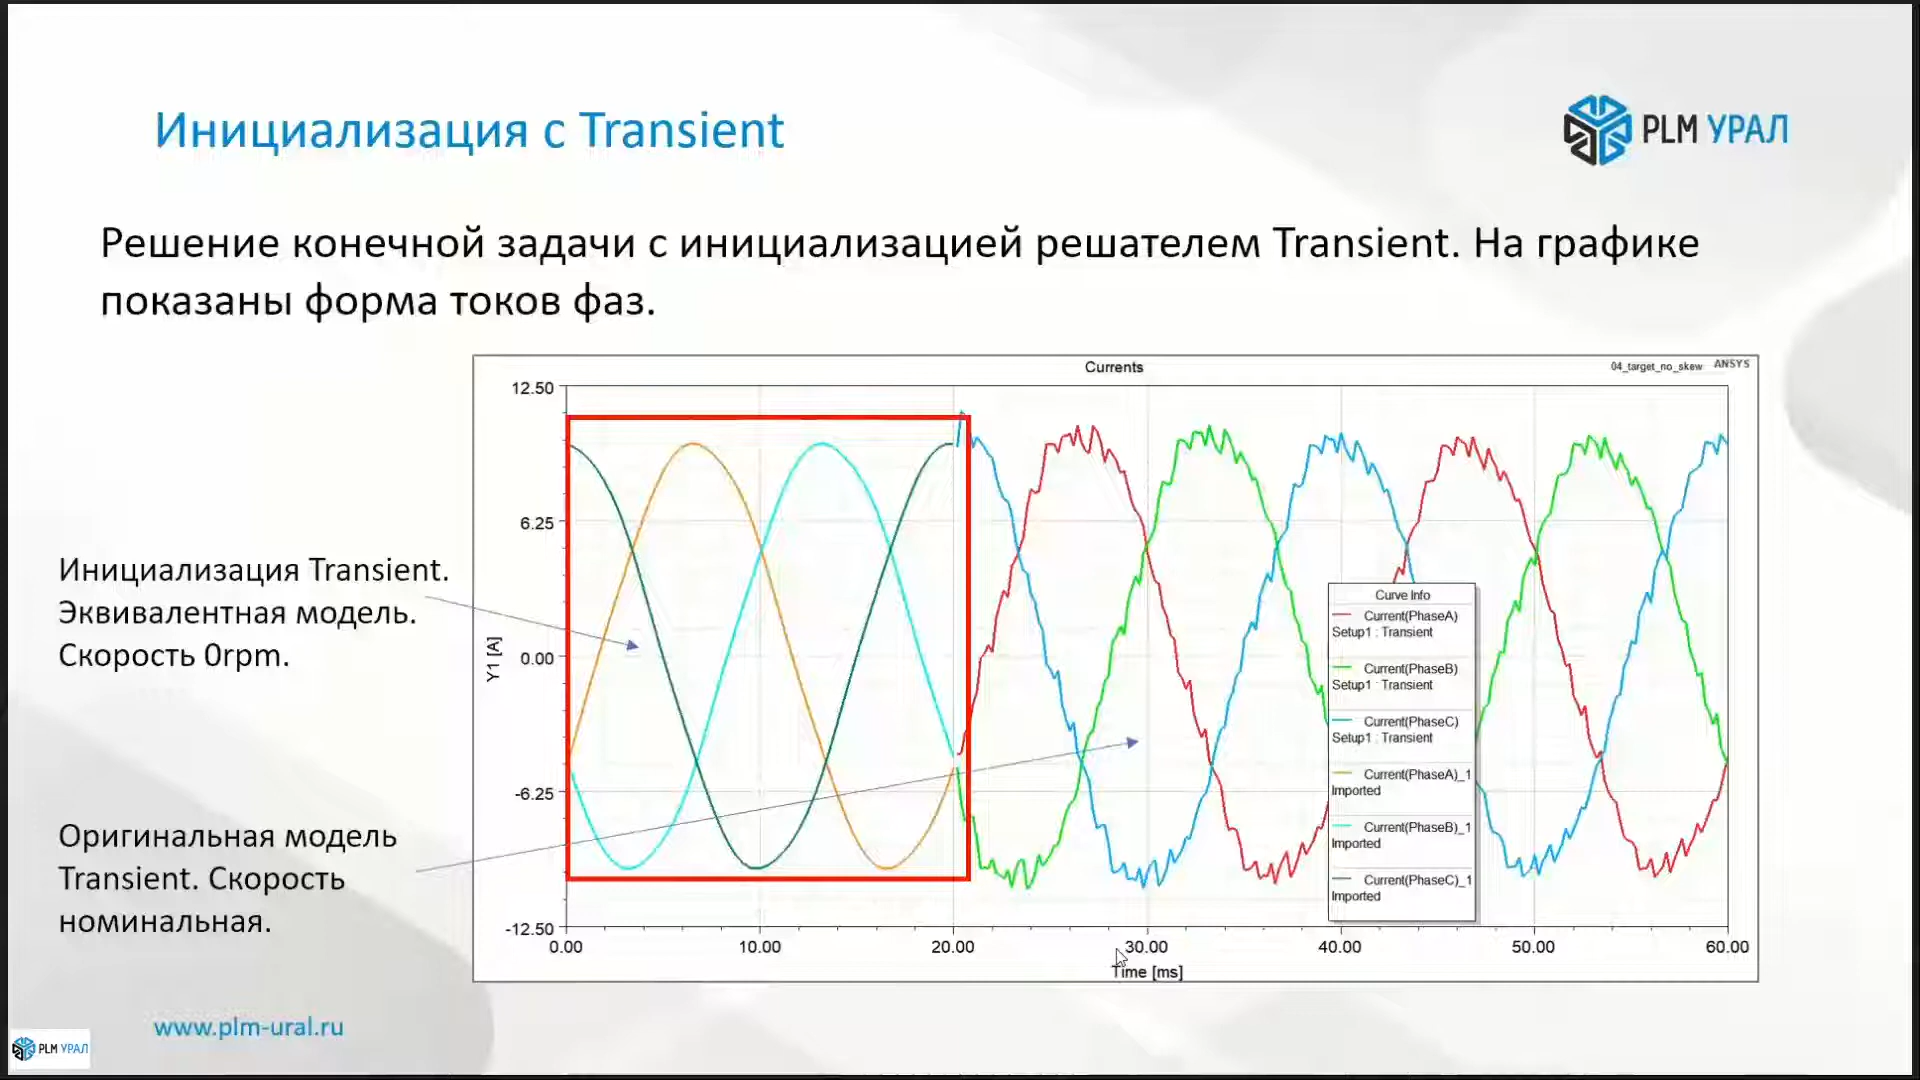 Инициализация с Transient
PLM УРАЛ
Решение конечной задачи с инициализацией решателем Transient. На графике
показаны форма токов фаз.
Currents
04_target_no_skew
ANSYS
12.50
6.25
0.00
-6.25
-12.50
Y1 [A]
0.00
10.00
20.00
30.00
40.00
50.00
60.00
Time [ms]
Curve Info
Current(PhaseA)
Setup1 : Transient
Current(PhaseB)
Setup1 : Transient
Current(PhaseC)
Setup1 : Transient
Current(PhaseA)_1
Imported
Current(PhaseB)_1
Imported
Current(PhaseC)_1
Imported
Инициализация Transient.
Эквивалентная модель.
Скорость 0rpm.
Оригинальная модель
Transient. Скорость
номинальная.
www.plm-ural.ru
PLM УРАЛ